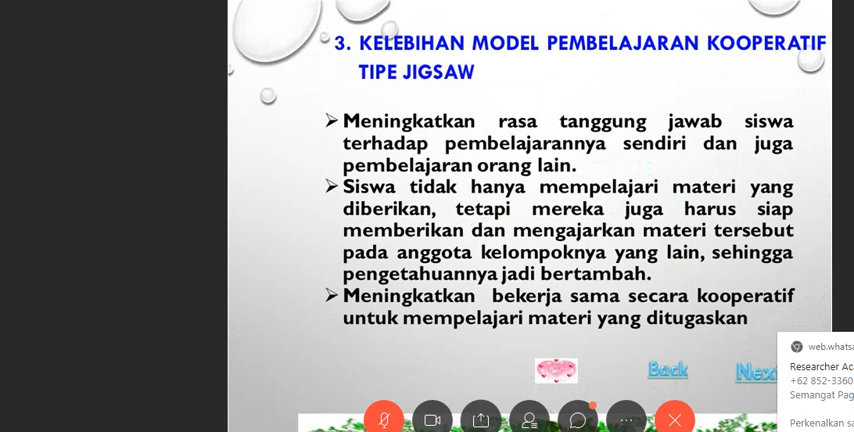 3. KELEBIHAN MODEL PEMBELAJARAN KOOPERATIF
TIPE JIGSAW
➢ Meningkatkan rasa tanggung jawab siswa
terhadap pembelajarannya sendiri dan juga
pembelajaran orang lain.
➢ Siswa tidak hanya mempelajari materi yang
diberikan, tetapi mereka juga harus siap
memberikan dan mengajarkan materi tersebut
pada anggota kelompoknya yang lain, sehingga
pengetahuannya jadi bertambah.
➢ Meningkatkan bekerja sama secara kooperatif
untuk mempelajari materi yang ditugaskan
Back
web.whatsa
Researcher Aca
+62 852-3360
Semangat Pag
Perkenalkan sa